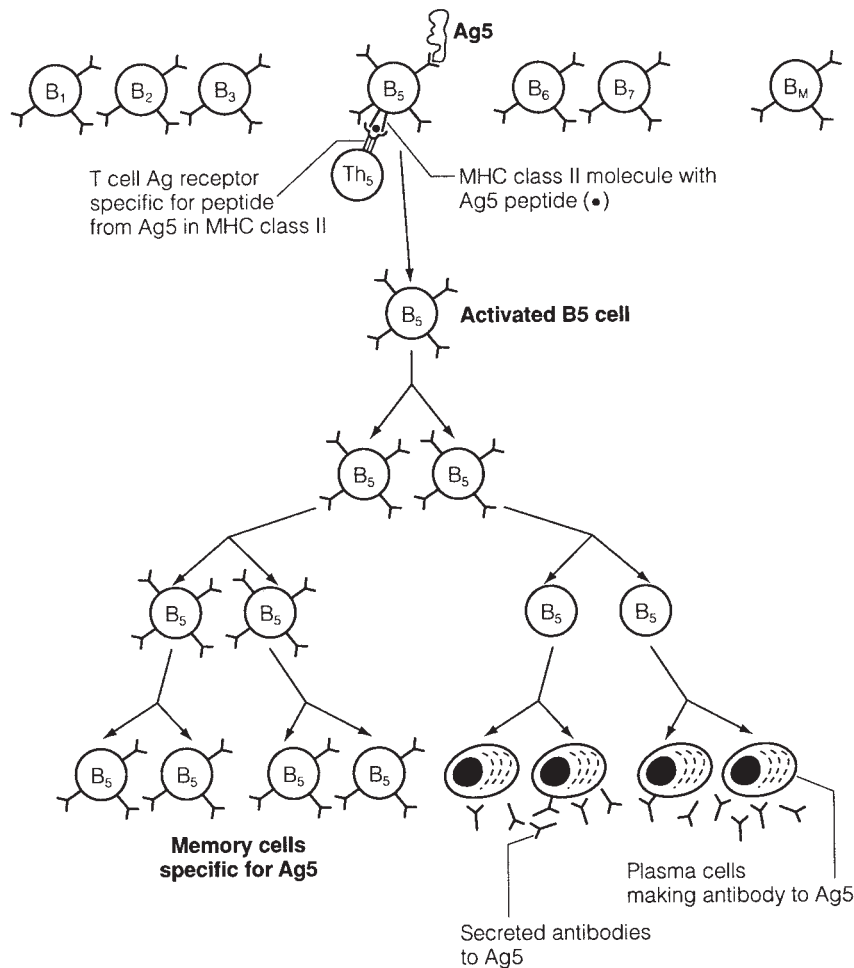 Ag5
B1
B2
B3
B5
B6
B7
BM
T cell Ag receptor
specific for peptide
from Ag5 in MHC class II
Th5
MHC class II molecule with
Ag5 peptide (•)
B5
Activated B5 cell
B5
B5
B5
B5
B5
B5
B5
B5
B5
B5
Memory cells
specific for Ag5
Plasma cells
making antibody to Ag5
Secreted antibodies
to Ag5